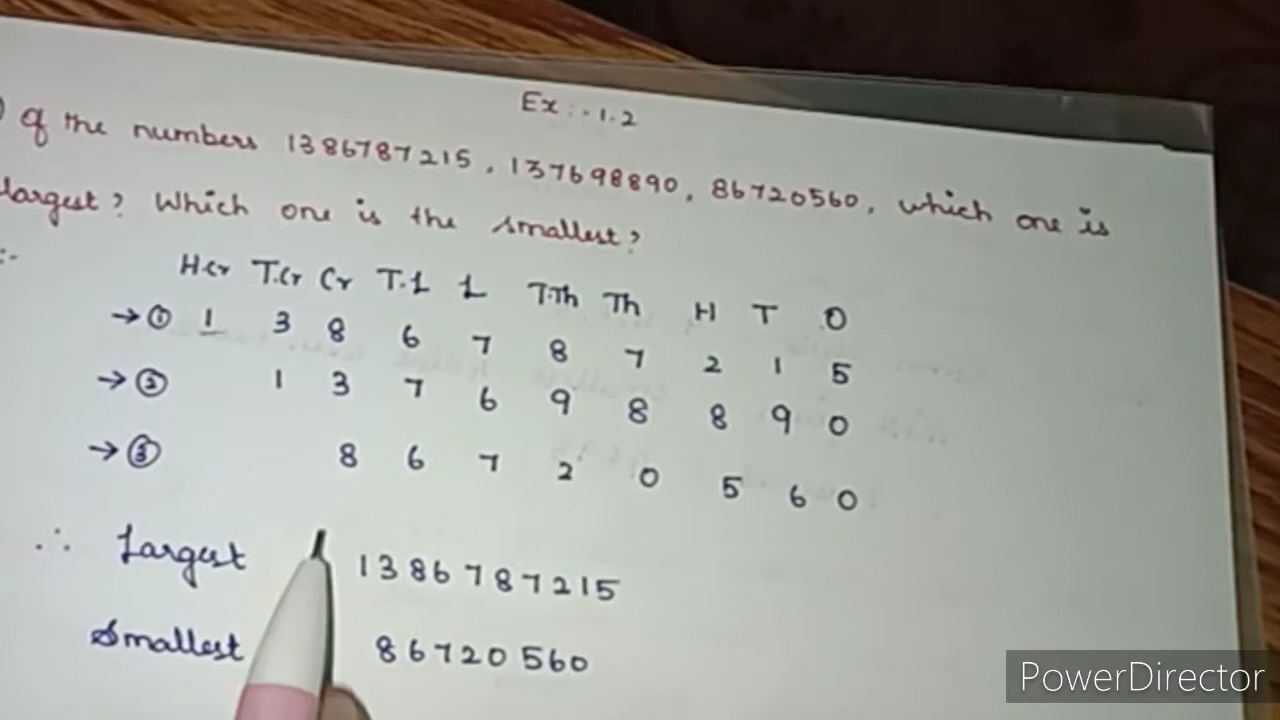 Ex:-1.2
) Of the numbers 1386787215, 137698890, 86720560, which one is
largest? Which one is the smallest?
:-
H.Cr T.Cr Cr T.L L T.Th Th H T O
→ ① 1 3 8 6 7 8 7 2 1 5
→ ② 1 3 7 6 9 8 8 9 0
→ ③ 8 6 7 2 0 5 6 0
∴ Largest 1386787215
Smallest 86720560
PowerDirector